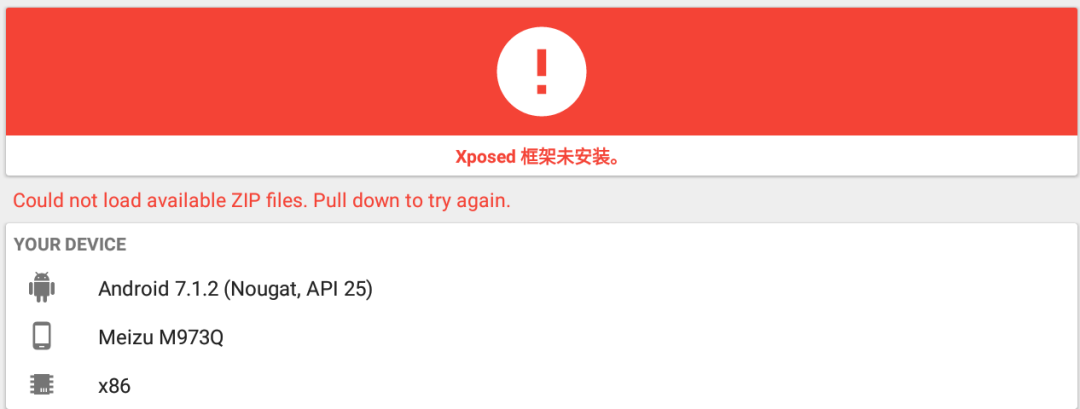 Xposed 框架未安装。
Could not load available ZIP files. Pull down to try again.
YOUR DEVICE
Android 7.1.2 (Nougat, API 25)
Meizu M973Q
x86